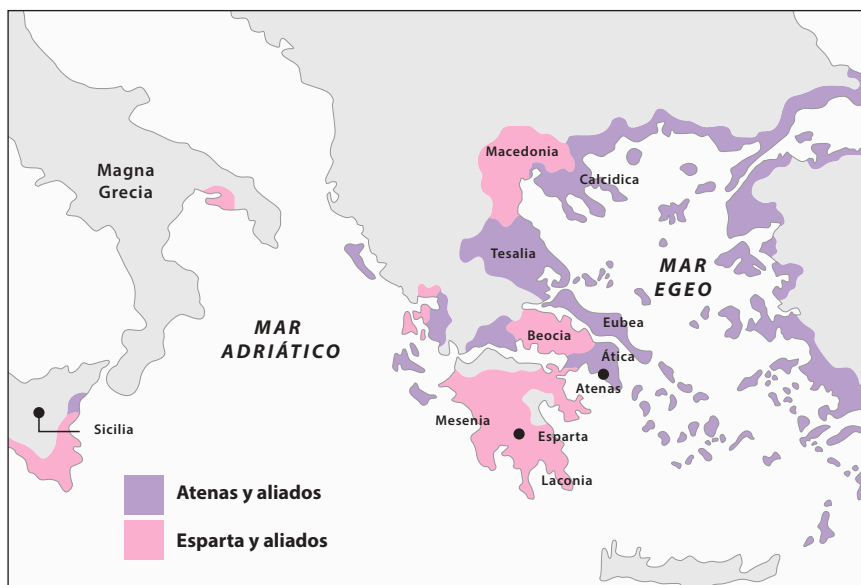 Macedonia
Magna
Grecia
Calcidica
Tesalia
MAR
EGEO
MAR
ADRIÁTICO
Eubea
Beocia
Ática
Atenas
Mesenia
Sicilia
Esparta
Laconia
Atenas y aliados
Esparta y aliados